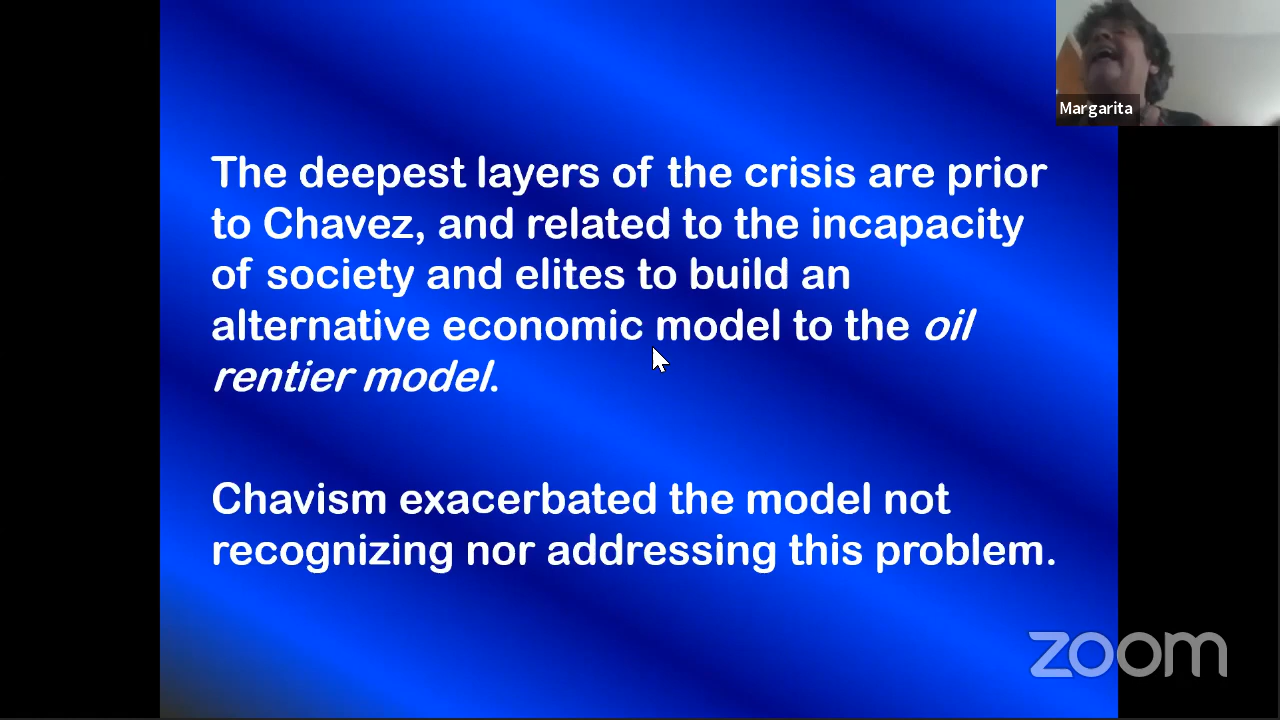 Margarita
The deepest layers of the crisis are prior
to Chavez, and related to the incapacity
of society and elites to build an
alternative economic model to the oil
rentier model.
Chavism exacerbated the model not
recognizing nor addressing this problem.
zoom